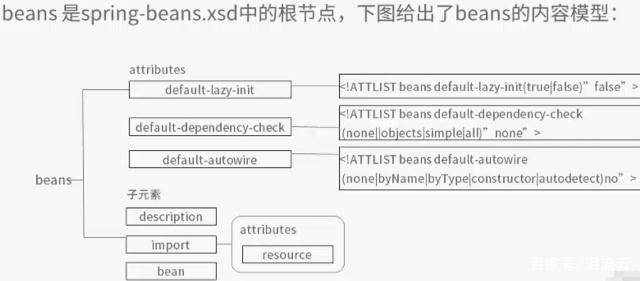 beans 是spring-beans.xsd中的根节点，下图给出了beans的内容模型：
attributes
default-lazy-init
<!ATTLIST beans default-lazy-init(true|false)”false”>
default-dependency-check
<!ATTLIST beans default-dependency-check
(none||objects|simple|all)”none”>
default-autowire
<!ATTLIST beans default-autowire
(none|byName|byType|constructor|autodetect)no”>
beans
子元素
description
import
attributes
resource
bean